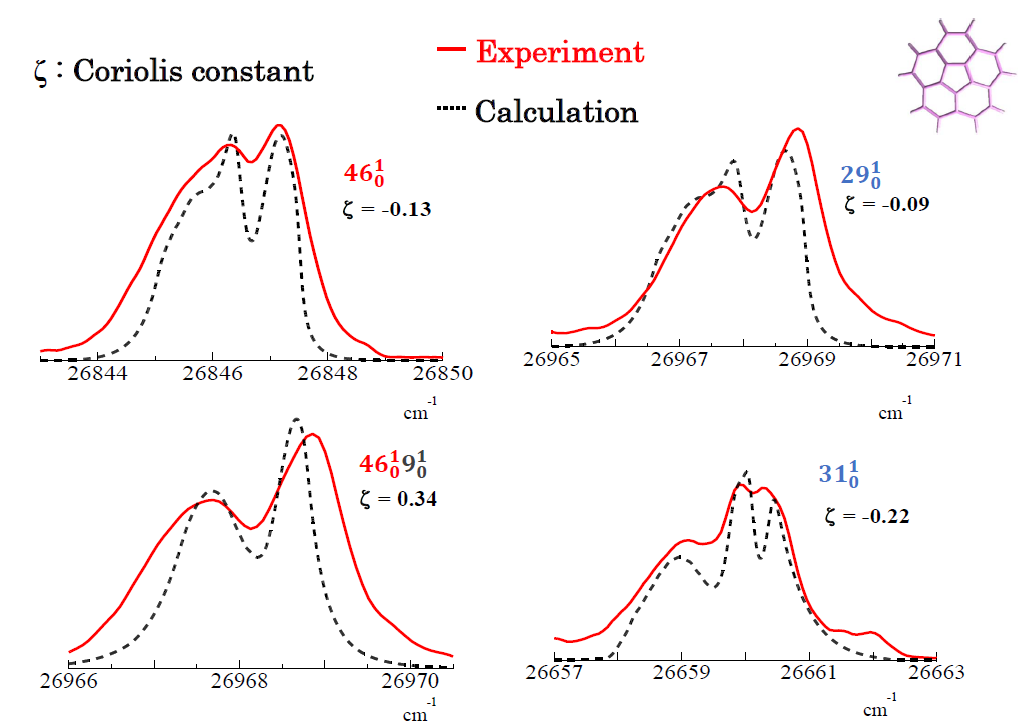 ζ : Coriolis constant
Experiment
Calculation
46¹₀
ζ = -0.13
26844 26846 26848 26850
cm⁻¹
29¹₀
ζ = -0.09
26965 26967 26969 26971
cm⁻¹
46¹₀9¹₀
ζ = 0.34
26966 26968 26970
cm⁻¹
31¹₀
ζ = -0.22
26657 26659 26661 26663
cm⁻¹